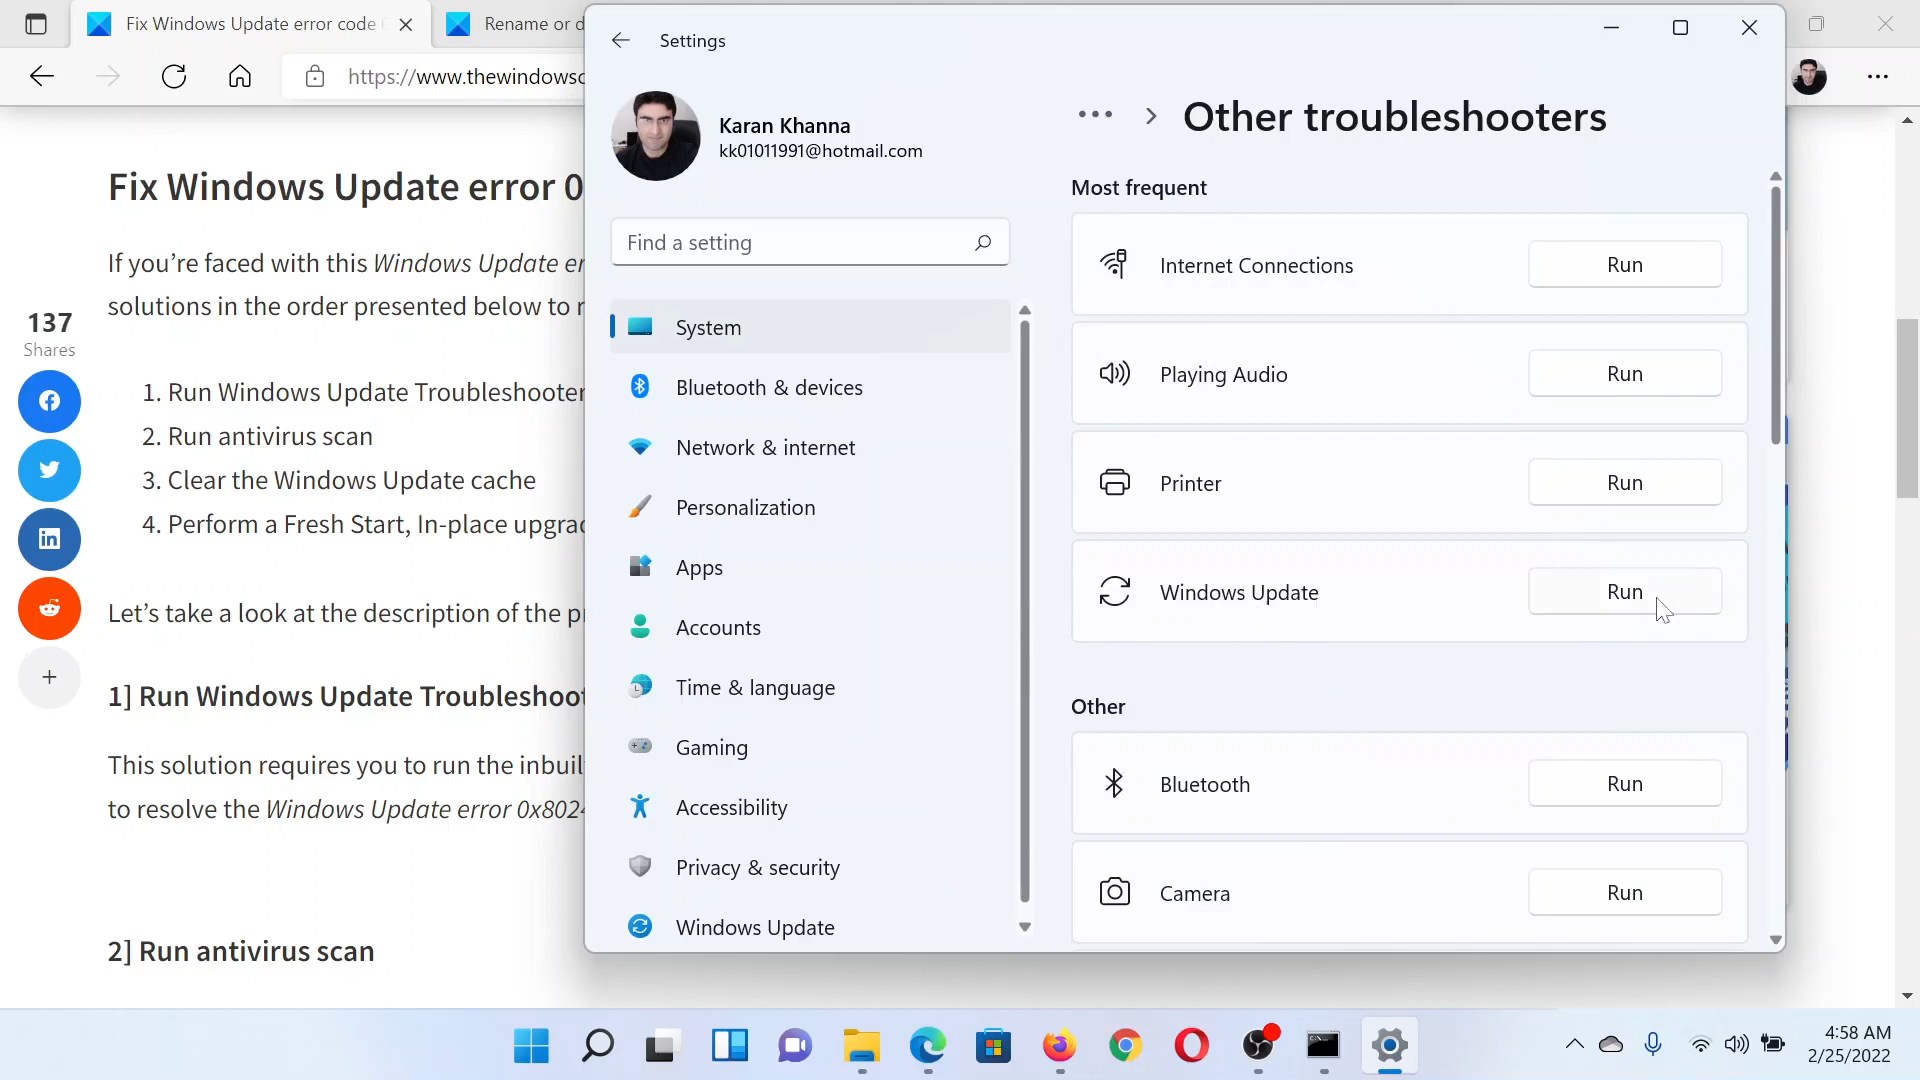 Fix Windows Update error code
Rename or d
https://www.thewindowsc
Fix Windows Update error 0
If you’re faced with this Windows Update er
solutions in the order presented below to r
137
Shares
1. Run Windows Update Troubleshooter
2. Run antivirus scan
3. Clear the Windows Update cache
4. Perform a Fresh Start, In-place upgrad
Let’s take a look at the description of the p
1] Run Windows Update Troubleshoot
This solution requires you to run the inbuil
to resolve the Windows Update error 0x8024
2] Run antivirus scan
Settings
Karan Khanna
kk01011991@hotmail.com
Find a setting
System
Bluetooth & devices
Network & internet
Personalization
Apps
Accounts
Time & language
Gaming
Accessibility
Privacy & security
Windows Update
Other troubleshooters
Most frequent
Internet Connections Run
Playing Audio Run
Printer Run
Windows Update Run
Other
Bluetooth Run
Camera Run
4:58 AM
2/25/2022